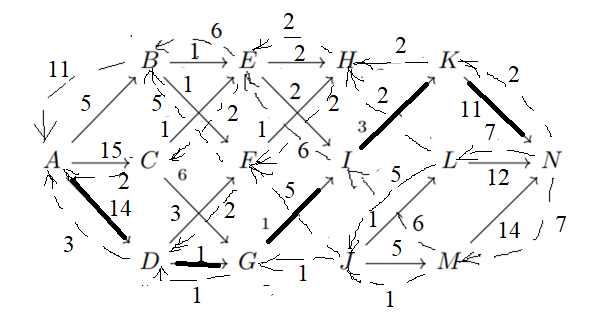 2
6
B 1 E 2 H 2 K
11
5 5 1 2 2 2 11 2
1 2 1 2 3 7
A 15 C 6 F 6 I 5 L 12 N
2
14 3 2 5 1 6 14 7
3 1
D 1 G 1 J 5 M
1 1